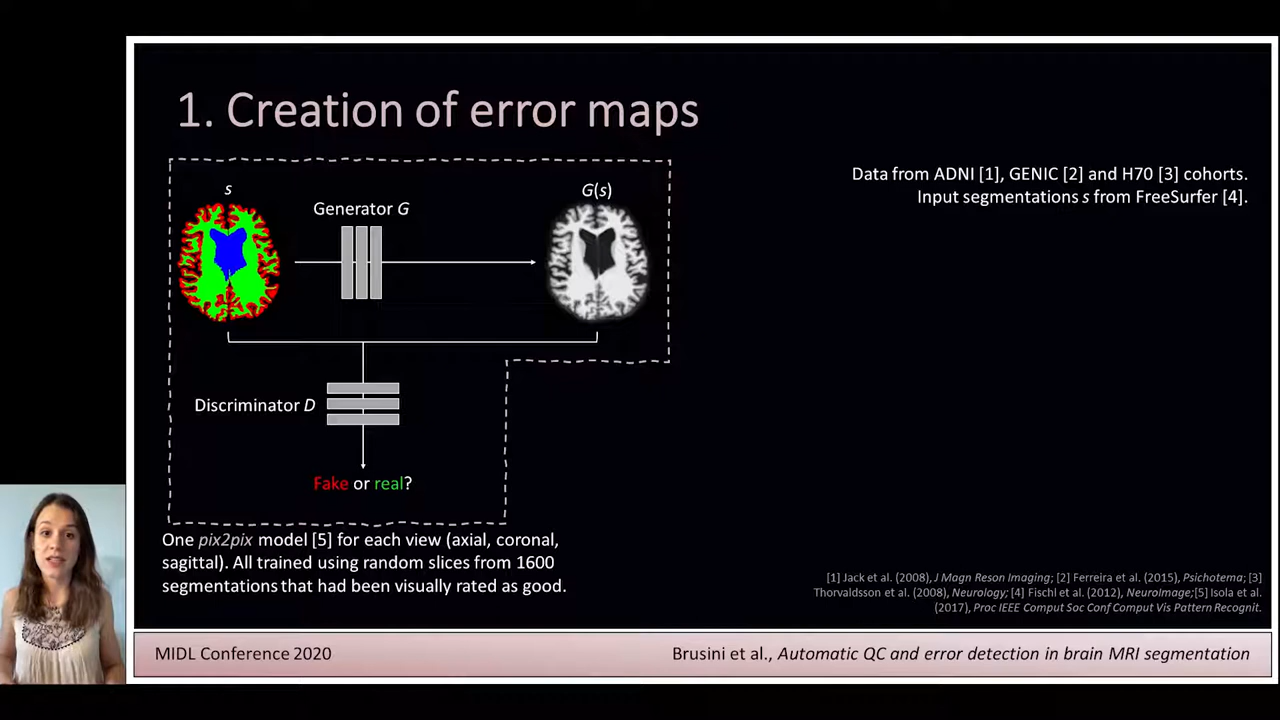 1. Creation of error maps
Data from ADNI [1], GENIC [2] and H70 [3] cohorts.
Input segmentations s from FreeSurfer [4].
s
Generator G
G(s)
Discriminator D
Fake or real?
One pix2pix model [5] for each view (axial, coronal,
sagittal). All trained using random slices from 1600
segmentations that had been visually rated as good.
[1] Jack et al. (2008), J Magn Reson Imaging; [2] Ferreira et al. (2015), Psichotema; [3]
Thorvaldsson et al. (2008), Neurology; [4] Fischl et al. (2012), NeuroImage;[5] Isola et al.
(2017), Proc IEEE Comput Soc Conf Comput Vis Pattern Recognit.
MIDL Conference 2020
Brusini et al., Automatic QC and error detection in brain MRI segmentation